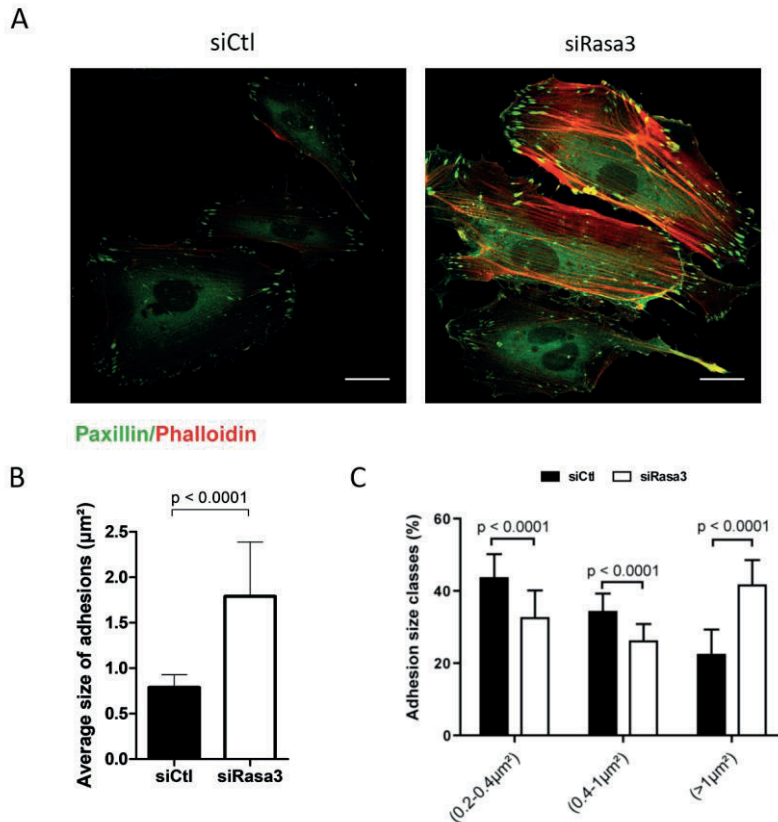 A
siCtl
siRasa3
Paxillin/Phalloidin
B
p < 0.0001
Average size of adhesions (µm²)
2.5
2.0
1.5
1.0
0.5
0.0
siCtl
siRasa3
C
siCtl
siRasa3
Adhesion size classes (%)
60
40
20
0
p < 0.0001
p < 0.0001
p < 0.0001
(0.2-0.4µm²)
(0.4-1µm²)
(>1µm²)